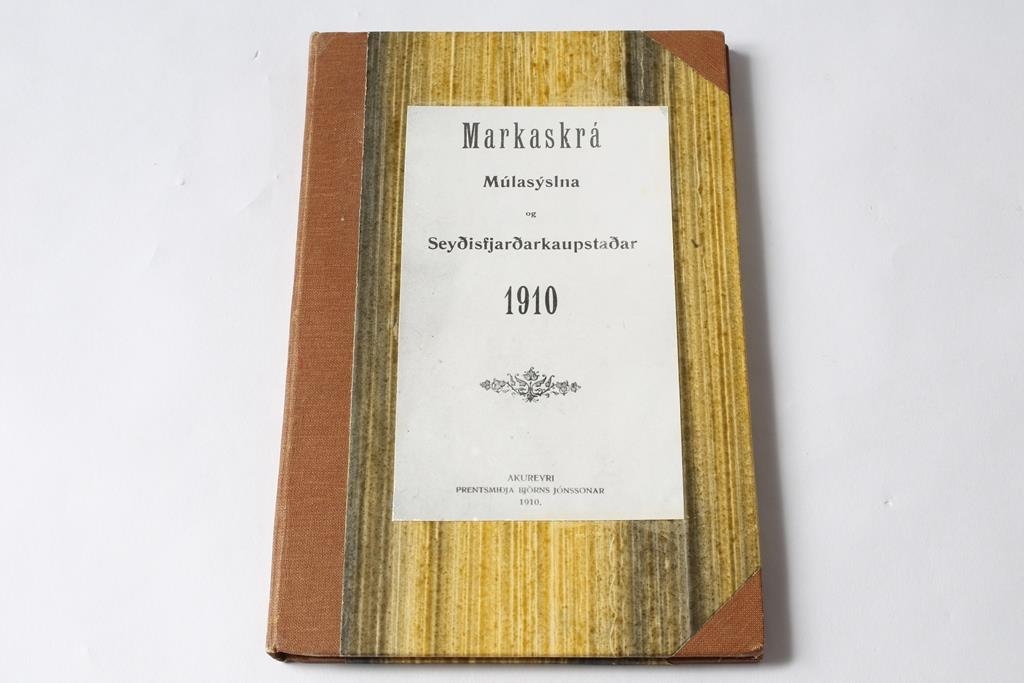 Markaskrá
Múlasýslna
og
Seyðisfjarðarkaupstaðar
1910
AKUREYRI
PRENTSMIÐJA BJÖRNS JÓNSSONAR
1910.